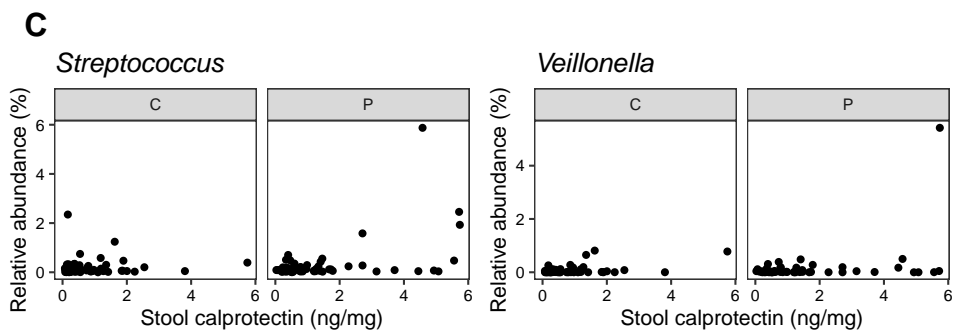 C
Streptococcus
Veillonella
C
P
C
P
Relative abundance (%)
6
4
2
0
0 2 4 6
0 2 4 6
Stool calprotectin (ng/mg)
Relative abundance (%)
4
2
0
0 2 4 6
0 2 4 6
Stool calprotectin (ng/mg)